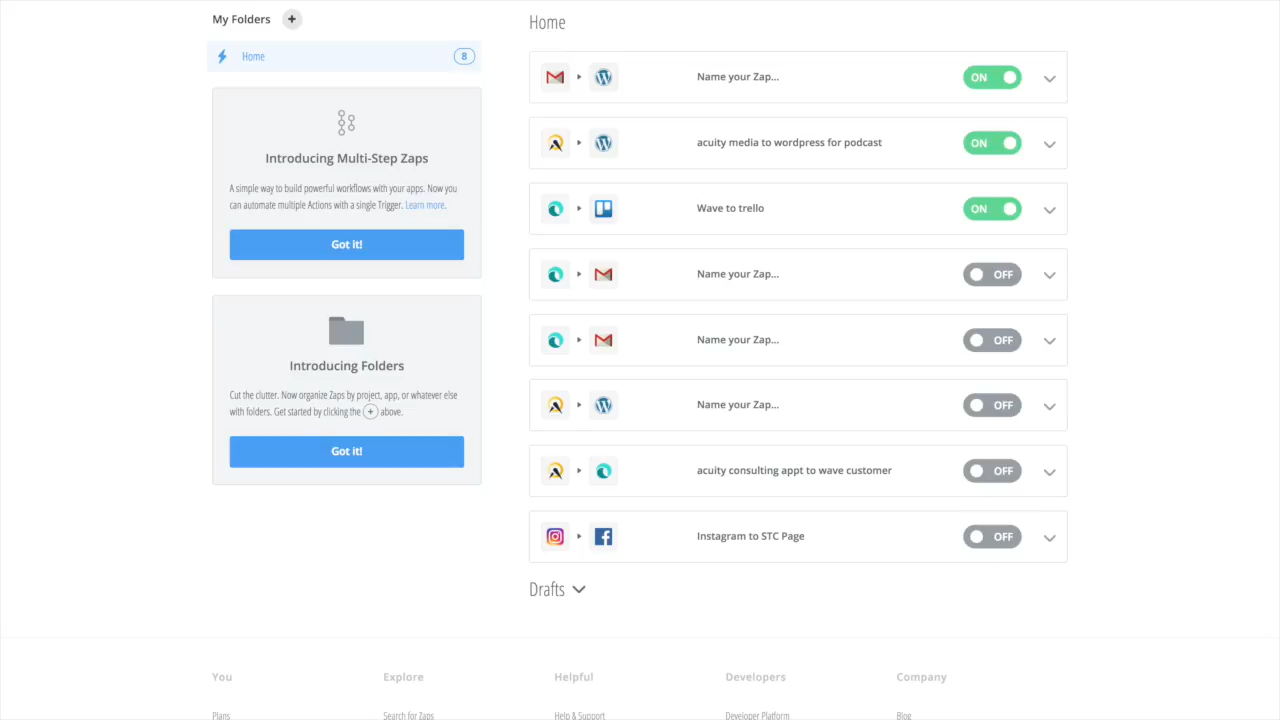 My Folders +
Home 8
Introducing Multi-Step Zaps
A simple way to build powerful workflows with your apps. Now you
can automate multiple Actions with a single Trigger. Learn more.
Got it!
Introducing Folders
Cut the clutter. Now organize Zaps by project, app, or whatever else
with folders. Get started by clicking the + above.
Got it!
Home
Name your Zap... ON
acuity media to wordpress for podcast ON
Wave to trello ON
Name your Zap... OFF
Name your Zap... OFF
Name your Zap... OFF
acuity consulting appt to wave customer OFF
Instagram to STC Page OFF
Drafts
You Explore Helpful Developers Company
Plans Search for Zaps Help & Support Developer Platform Blog